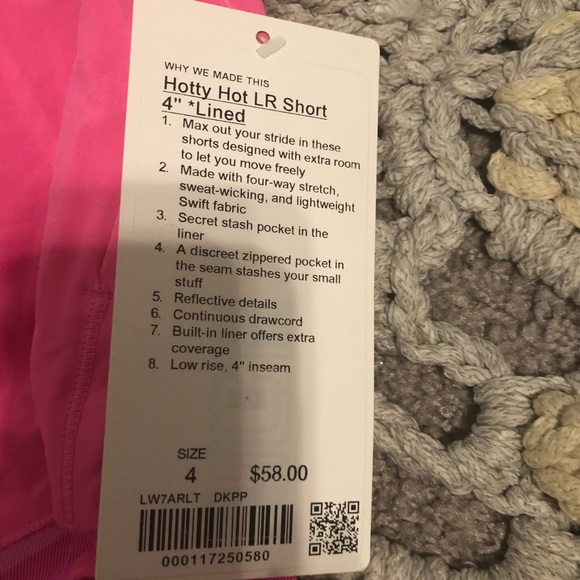 WHY WE MADE THIS
Hotty Hot LR Short
4" *Lined
1. Max out your stride in these
shorts designed with extra room
to let you move freely
2. Made with four-way stretch,
sweat-wicking, and lightweight
Swift fabric
3. Secret stash pocket in the
liner
4. A discreet zippered pocket in
the seam stashes your small
stuff
5. Reflective details
6. Continuous drawcord
7. Built-in liner offers extra
coverage
8. Low rise, 4" inseam
SIZE
4 $58.00
LW7ARLT DKPP
000117250580